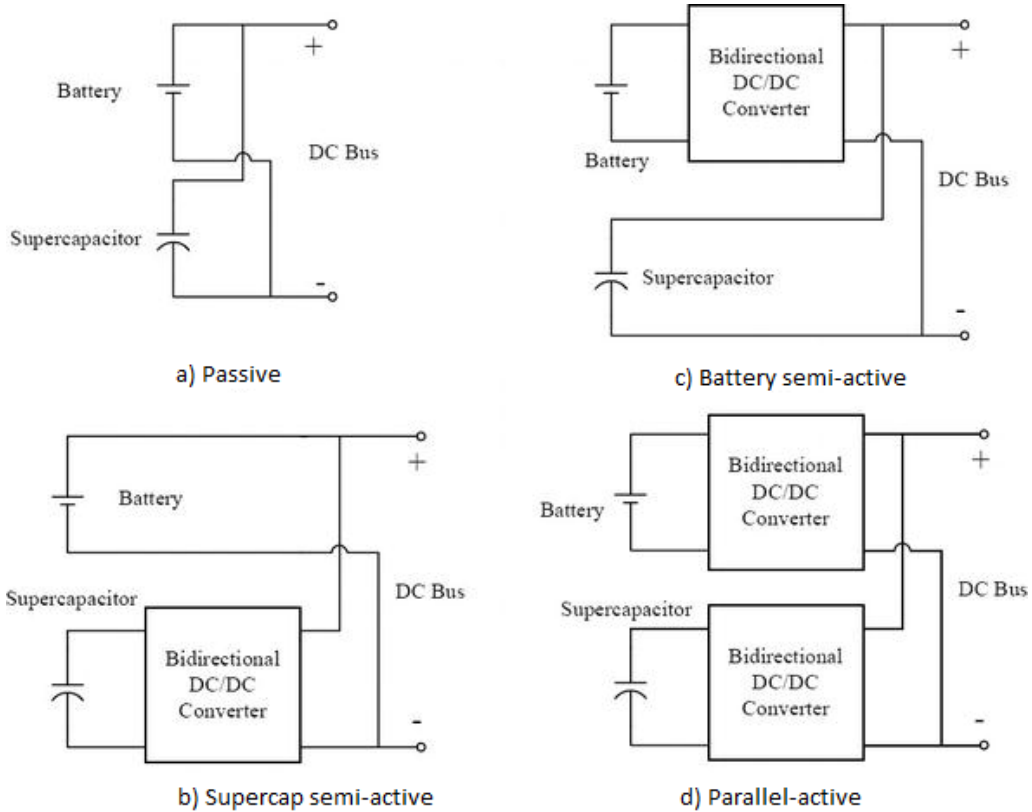 +
Battery
DC Bus
Supercapacitor
-
a) Passive
Bidirectional
DC/DC
Converter
+
Battery
DC Bus
Supercapacitor
-
c) Battery semi-active
+
Battery
DC Bus
Supercapacitor
Bidirectional
DC/DC
Converter
-
b) Supercap semi-active
Bidirectional
DC/DC
Converter
+
Battery
DC Bus
Supercapacitor
Bidirectional
DC/DC
Converter
-
d) Parallel-active